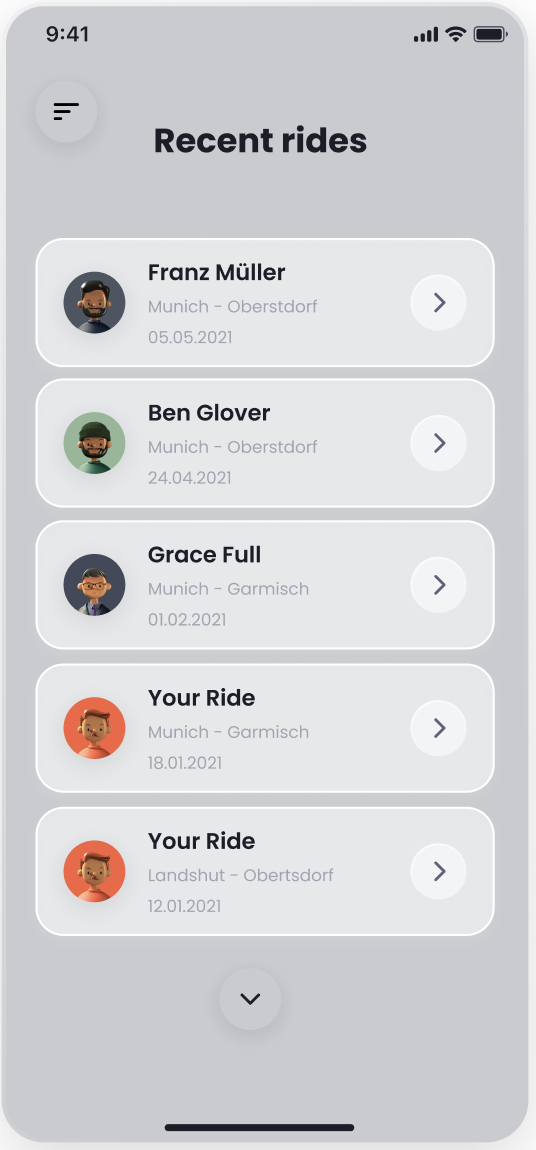 9:41
Recent rides
Franz Müller
Munich - Oberstdorf
05.05.2021
Ben Glover
Munich - Oberstdorf
24.04.2021
Grace Full
Munich - Garmisch
01.02.2021
Your Ride
Munich - Garmisch
18.01.2021
Your Ride
Landshut - Obertsdorf
12.01.2021